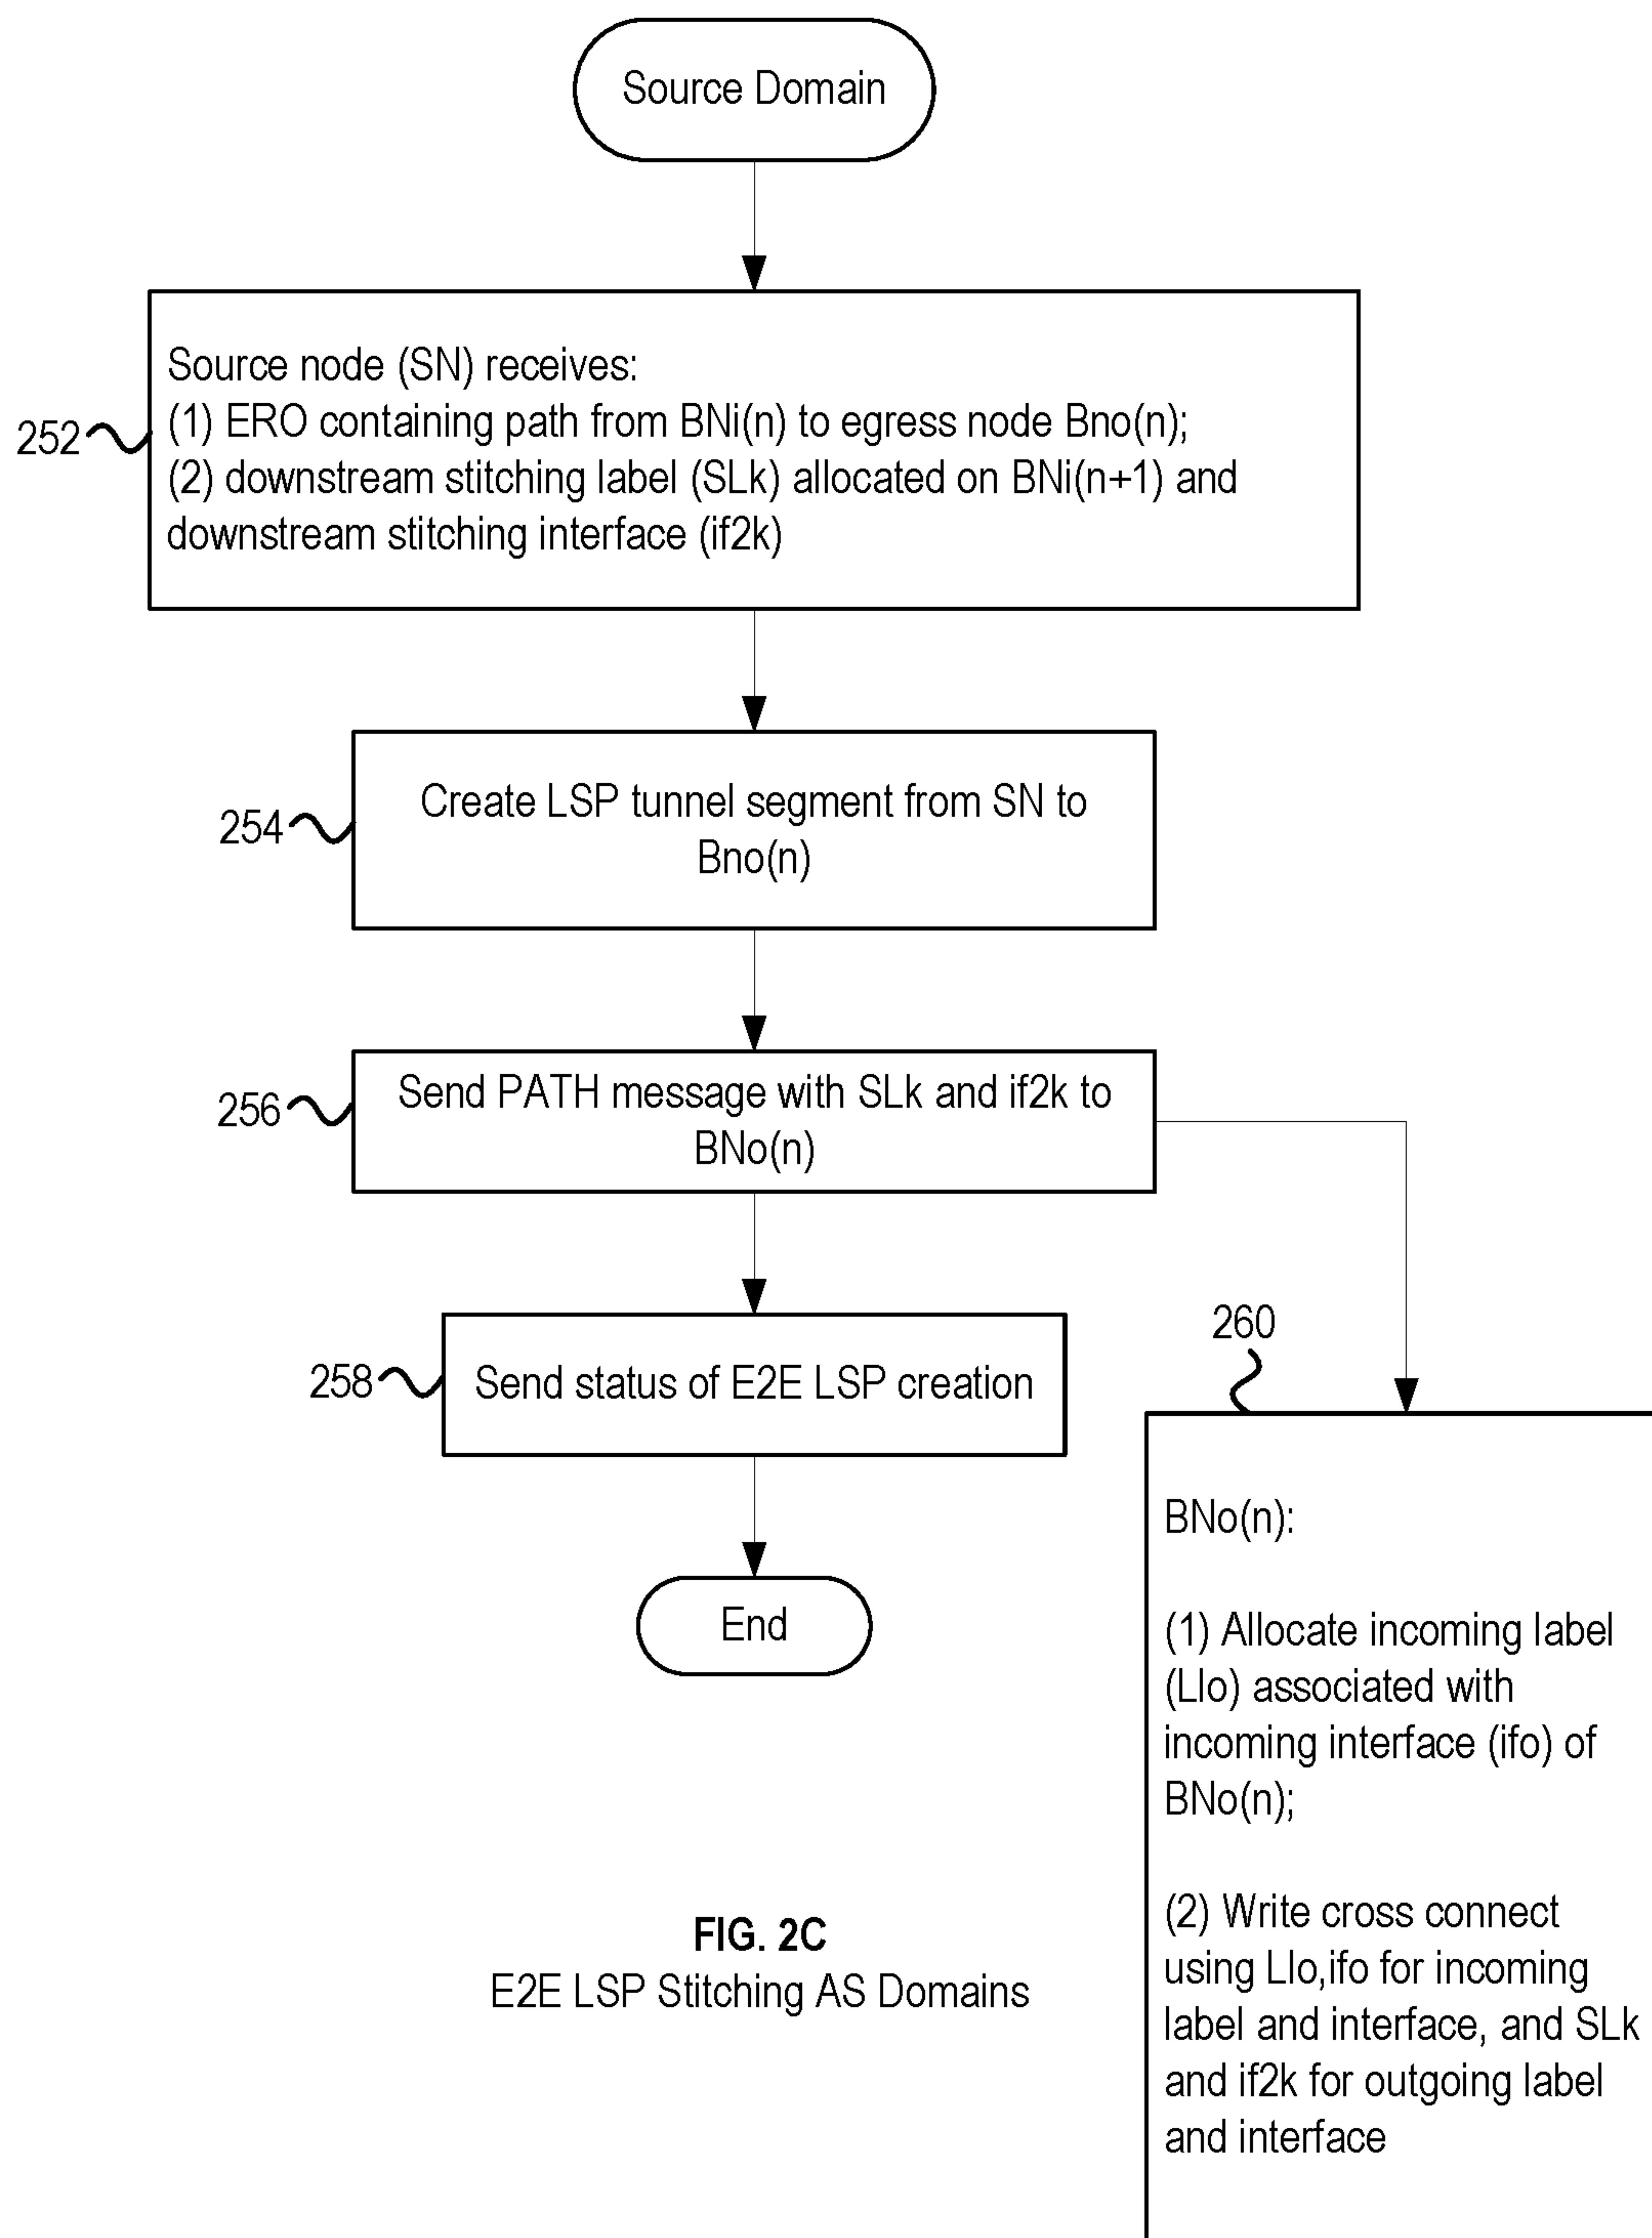 Source Domain
Source node (SN) receives:
(1) ERO containing path from BNi(n) to egress node Bno(n);
252
(2) downstream stitching label (SLk) allocated on BNi(n+1) and
downstream stitching interface (if2k)
Create LSP tunnel segment from SN to
254
Bno(n)
Send PATH message with SLk and if2k to
256
BNo(n)
260
258
Send status of E2E LSP creation
BNo(n):
End
(1) Allocate incoming label
(LIo) associated with
incoming interface (ifo) of
BNo(n);
(2) Write cross connect
using LIo,ifo for incoming
label and interface, and SLk
and if2k for outgoing label
and interface
FIG. 2C
E2E LSP Stitching AS Domains